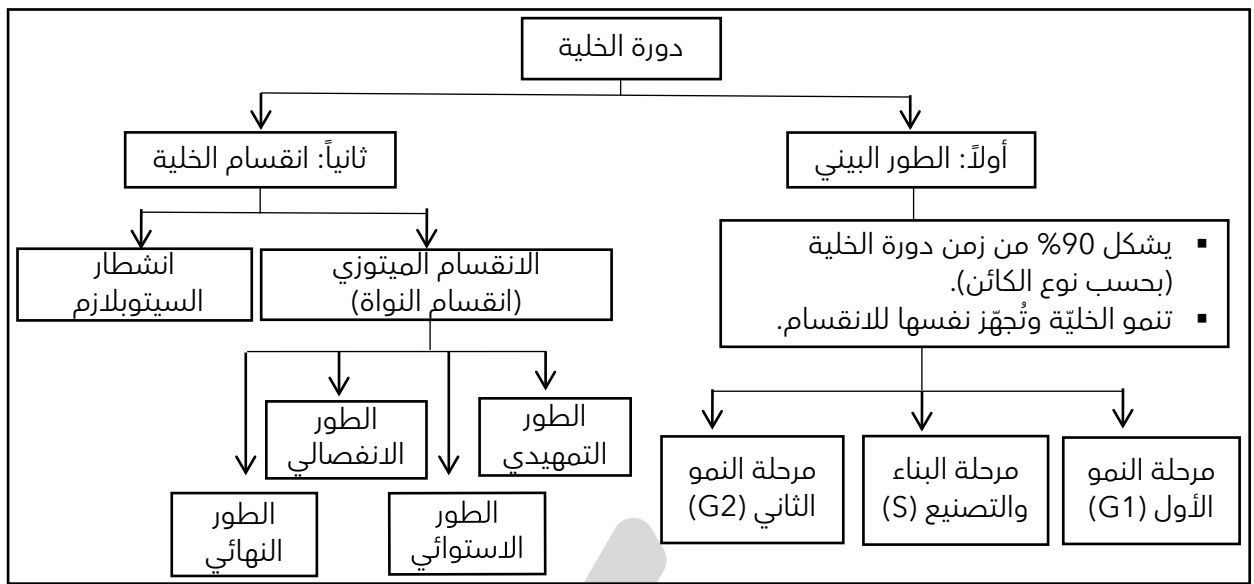 دورة الخلية
أولاً: الطور البيني
ثانياً: انقسام الخلية
▪ يشكل 90% من زمن دورة الخلية
(بحسب نوع الكائن).
▪ تنمو الخليّة وتُجهّز نفسها للانقسام.
الانقسام الميتوزي
(انقسام النواة)
انشطار
السيتوبلازم
مرحلة النمو
الأول (G1)
مرحلة البناء
والتصنيع (S)
مرحلة النمو
الثاني (G2)
الطور
التمهيدي
الطور
الاستوائي
الطور
الانفصالي
الطور
النهائي